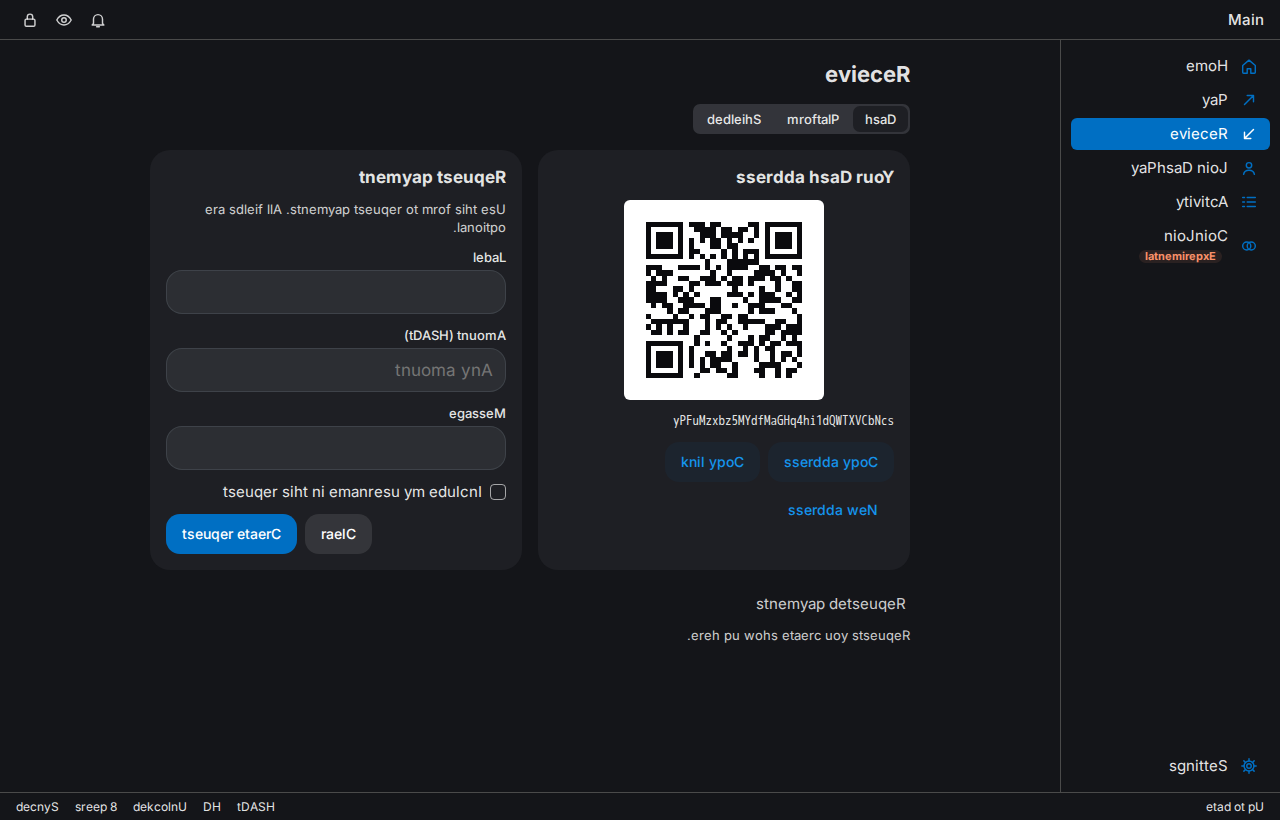 Main
emoH
yaP
evieceR
yaPhsaD nioJ
ytivitcA
nioJnioC
latnemirepxE
sgnitteS
evieceR
hsaD
mroftalP
dedleihS
sserdda hsaD ruoY
yPFuMzxbz5MYdfMaGHq4hi1dQWTXVCbNcs
sserdda ypoC
knil ypoC
sserdda weN
tnemyap tseuqeR
era sdleif llA .stnemyap tseuqer ot mrof siht esU
.lanoitpo
lebaL
(tDASH) tnuomA
tnuoma ynA
egasseM
tseuqer siht ni emanresu ym edulcnI
raelC
tseuqer etaerC
stnemyap detseuqeR
.ereh pu wohs etaerc uoy stseuqeR
etad ot pU
decnyS
sreep 8
dekcolnU
DH
tDASH